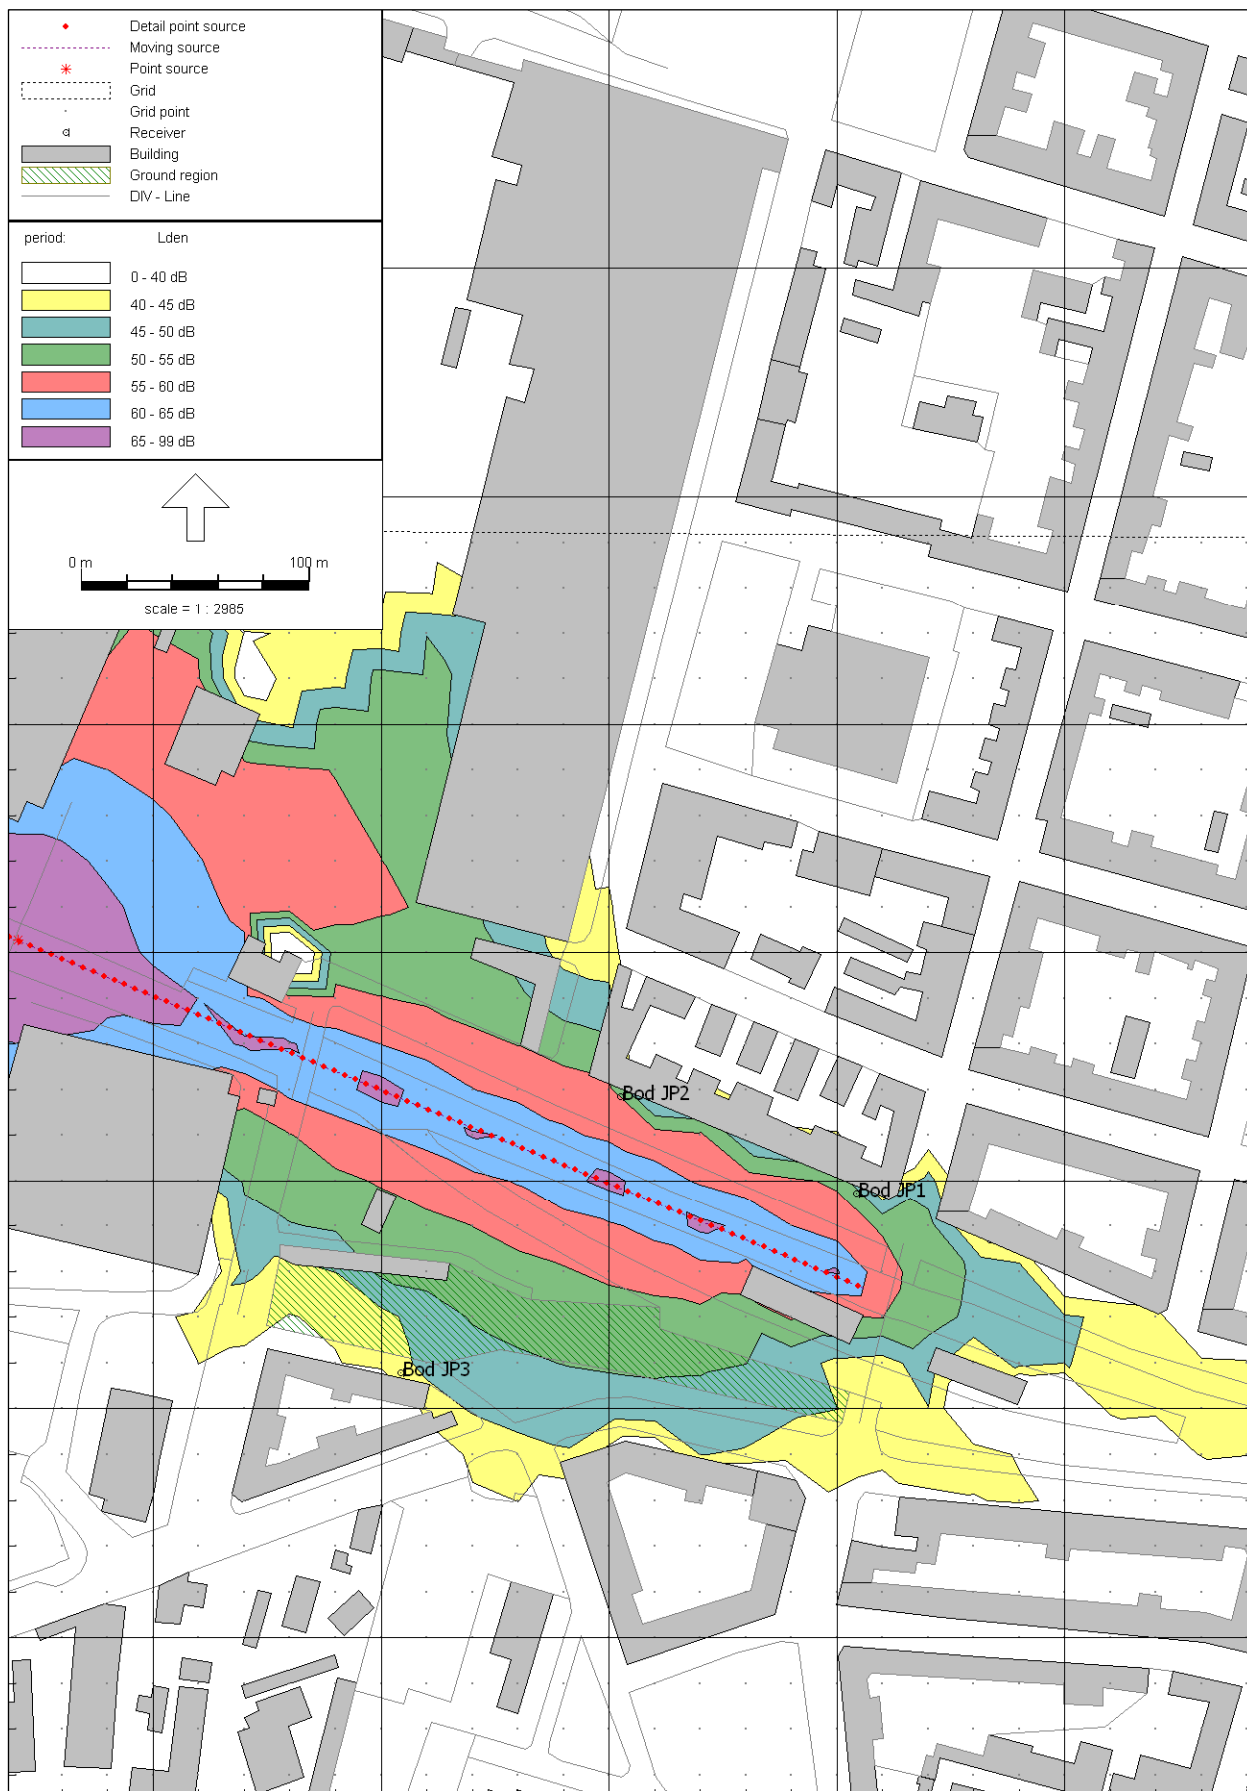 Detail point source
Moving source
Point source
Grid
Grid point
Receiver
Building
Ground region
DIV - Line
period: Lden
0 - 40 dB
40 - 45 dB
45 - 50 dB
50 - 55 dB
55 - 60 dB
60 - 65 dB
65 - 99 dB
0 m 100 m
scale = 1 : 2985
Bod JP2
Bod JP1
Bod JP3